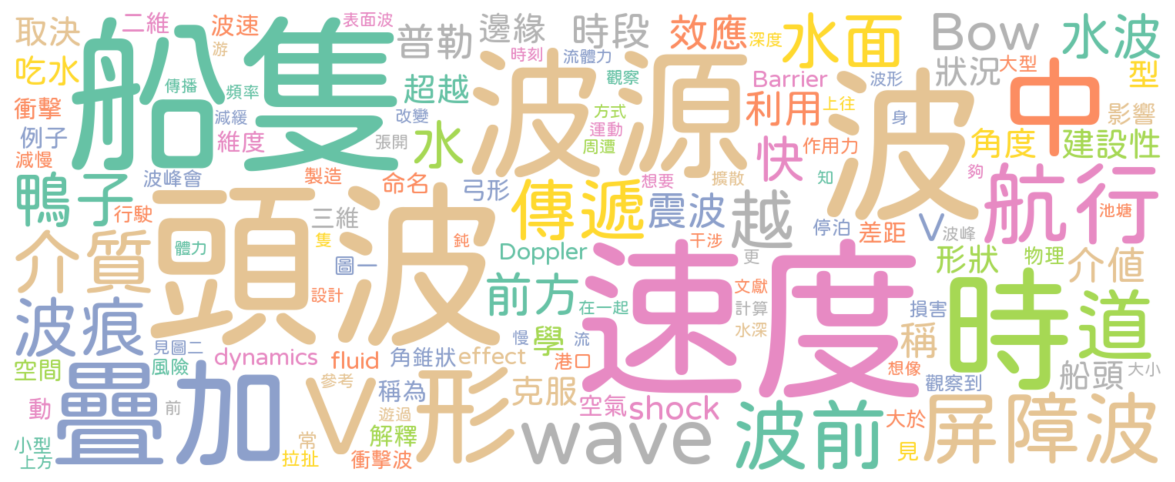 取決
二維
波速
表面波
普勒
邊緣
時段
效應
深度
水面
Bow
水波
吃水
游
時刻
流體力
狀況
大型
型
船隻
傳播
頻率
超越
波源
觀察
Barrier
波形
波
中
衝擊
減緩
改變
方式
利用
上往
影響
例子
維度
張開
水
運動
作用力
身
角度
建設性
減慢
周遭
快
鴨子
波峰會
製造
命名
弓形
傳遞
想要
擴散
知
夠
航行
池塘
行駛
三維
震波
越
停泊
差距
V
波峰
介質
體力
隻
鈍
干涉
Doppler
更
形狀
物理
介値
頭波
圖一
設計
前方
在一起
速度
文獻
計算
水深
損害
時
道
波痕
見圖二
風險
dynamics
fluid
角錐狀
effect
慢
學
流
港口
稱
想像
觀察到
船頭
大小
空間
疊加
參考
V形
稱為
克服
空氣
shock
動
前
遊過
解釋
wave
波前
大於
見
屏障波
小型
上方
常
拉扯
衝擊波